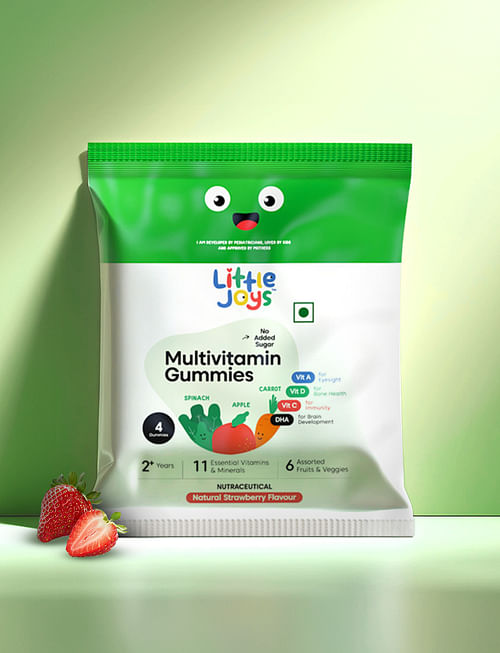 I AM DEVELOPED BY PEDIATRICIANS, LOVED BY KIDS
AND APPROVED BY MOTHERS
Little
Joys™
No
Added
Sugar
Multivitamin
Gummies
Vit A for Eyesight
Vit D for Bone Health
Vit C for Immunity
DHA for Brain Development
SPINACH
APPLE
CARROT
4
Gummies
2+ Years
11 Essential Vitamins
& Minerals
6 Assorted
Fruits & Veggies
NUTRACEUTICAL
Natural Strawberry Flavour